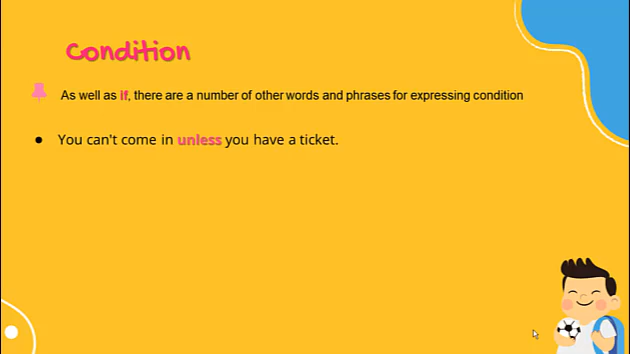 Condition
As well as if, there are a number of other words and phrases for expressing condition
● You can't come in unless you have a ticket.